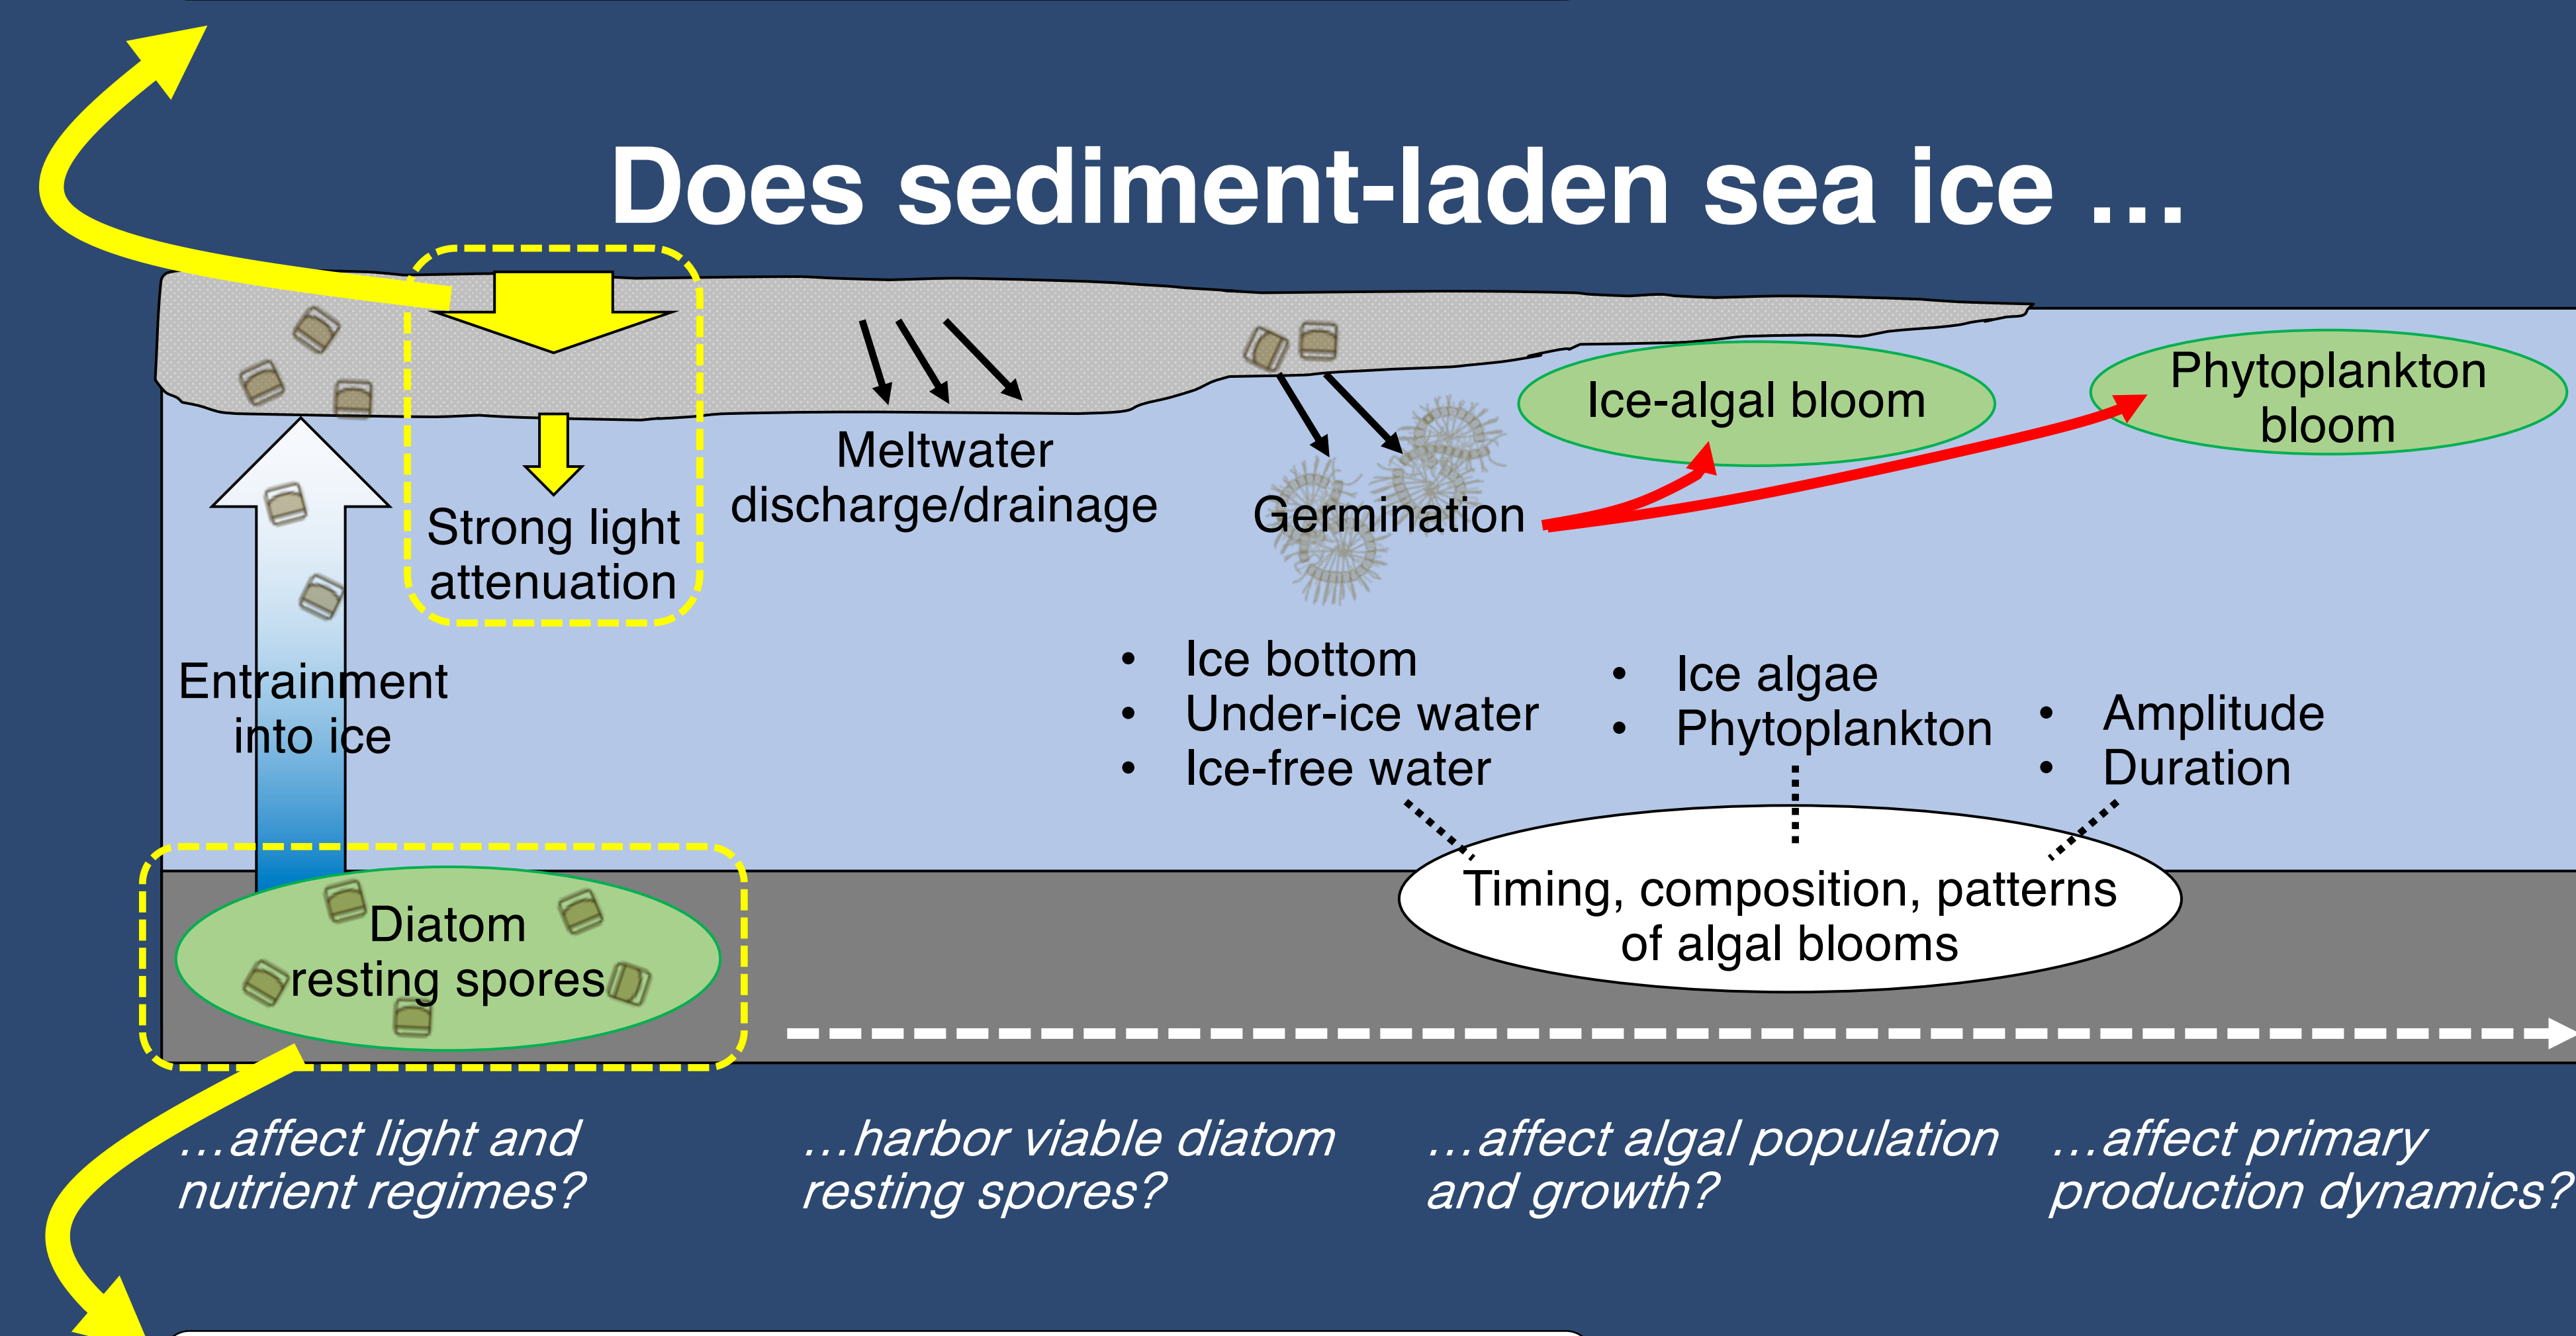 Does sediment-laden sea ice …
Ice-algal bloom
Phytoplankton
bloom
Meltwater
discharge/drainage
Germination
Strong light
attenuation
Entrainment
into ice
• Ice bottom
• Under-ice water
• Ice-free water
• Ice algae
• Phytoplankton
• Amplitude
• Duration
Timing, composition, patterns
of algal blooms
Diatom
resting spores
…affect light and
nutrient regimes?
…harbor viable diatom
resting spores?
…affect algal population
and growth?
…affect primary
production dynamics?